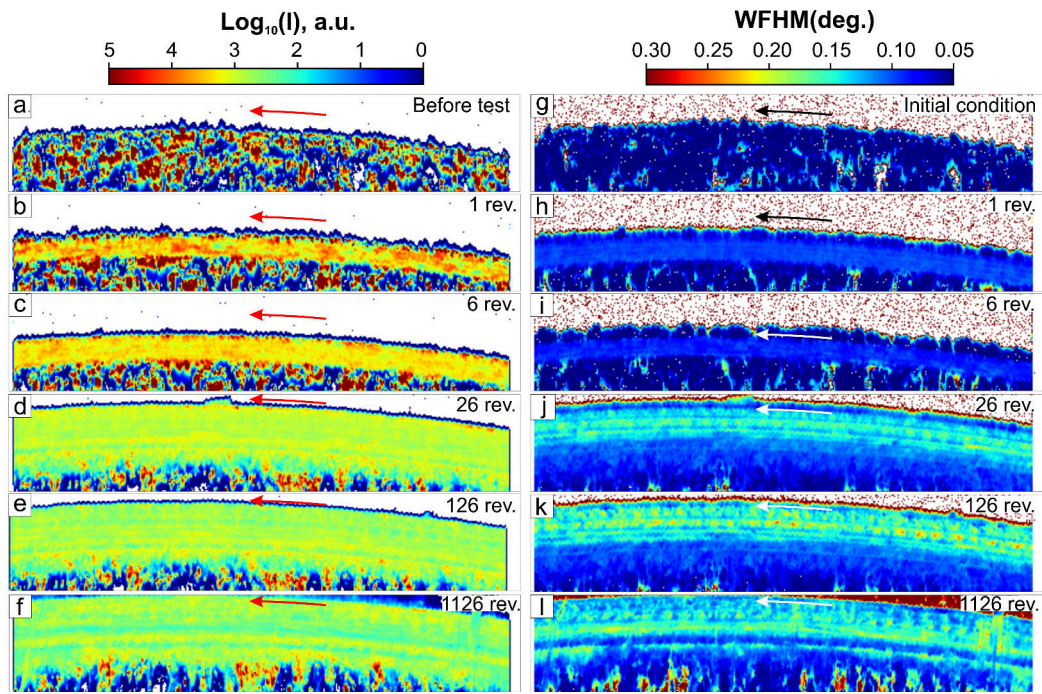 Log₁₀(I), a.u.
5 4 3 2 1 0
WFHM(deg.)
0.30 0.25 0.20 0.15 0.10 0.05
a Before test
g Initial condition
b 1 rev.
h 1 rev.
c 6 rev.
i 6 rev.
d 26 rev.
j 26 rev.
e 126 rev.
k 126 rev.
f 1126 rev.
l 1126 rev.